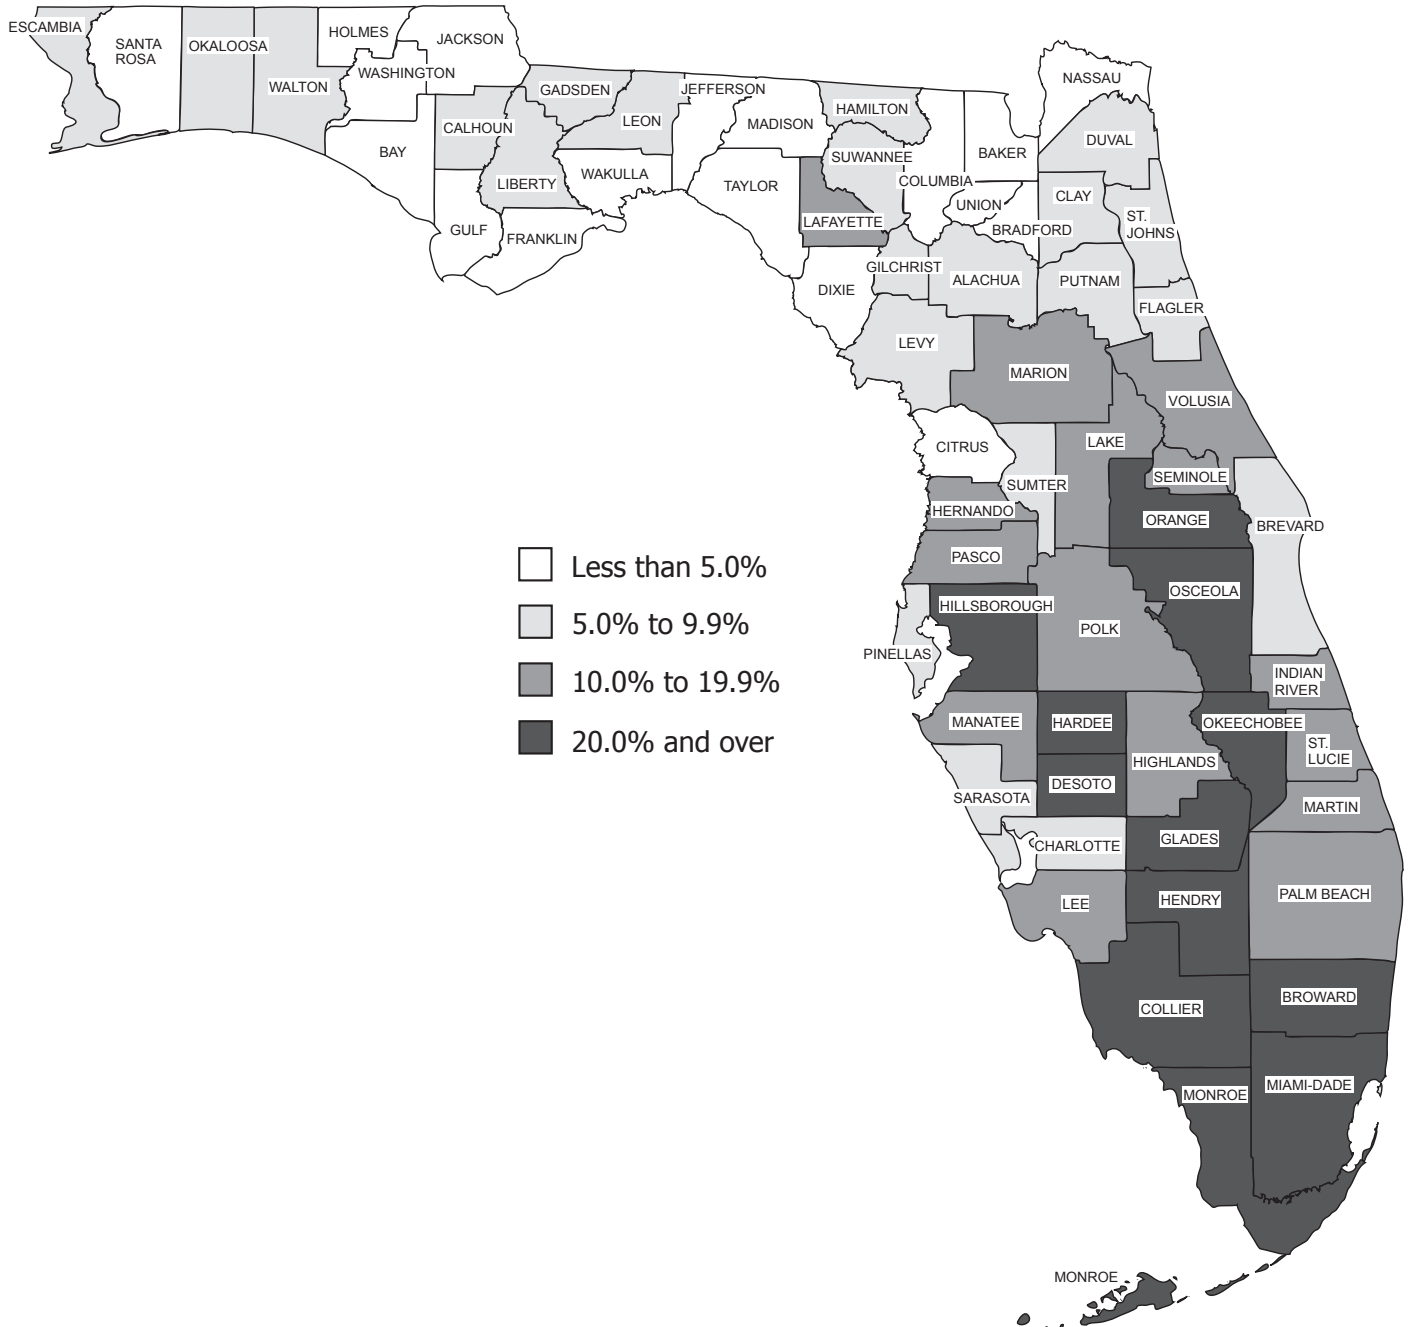 ESCAMBIA
SANTA
ROSA
OKALOOSA
WALTON
HOLMES
WASHINGTON
JACKSON
BAY
CALHOUN
GULF
LIBERTY
GADSDEN
FRANKLIN
LEON
WAKULLA
JEFFERSON
MADISON
TAYLOR
HAMILTON
SUWANNEE
LAFAYETTE
DIXIE
COLUMBIA
GILCHRIST
BAKER
UNION
BRADFORD
ALACHUA
NASSAU
DUVAL
CLAY
ST.
JOHNS
PUTNAM
FLAGLER
LEVY
MARION
VOLUSIA
CITRUS
SUMTER
LAKE
SEMINOLE
HERNANDO
ORANGE
BREVARD
PASCO
OSCEOLA
HILLSBOROUGH
POLK
PINELLAS
INDIAN
RIVER
MANATEE
HARDEE
OKEECHOBEE
ST.
LUCIE
HIGHLANDS
DESOTO
SARASOTA
MARTIN
CHARLOTTE
GLADES
LEE
HENDRY
PALM BEACH
COLLIER
BROWARD
MONROE
MIAMI-DADE
MONROE
Less than 5.0%
5.0% to 9.9%
10.0% to 19.9%
20.0% and over